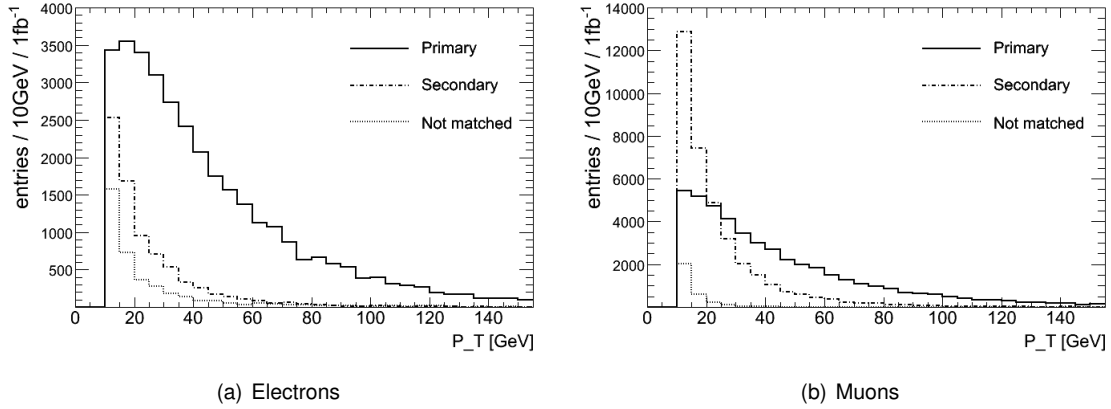 entries / 10GeV / 1fb⁻¹
4000
3500
3000
2500
2000
1500
1000
500
0 20 40 60 80 100 120 140
P_T [GeV]
Primary
Secondary
Not matched
(a) Electrons
entries / 10GeV / 1fb⁻¹
14000
12000
10000
8000
6000
4000
2000
0 20 40 60 80 100 120 140
P_T [GeV]
Primary
Secondary
Not matched
(b) Muons